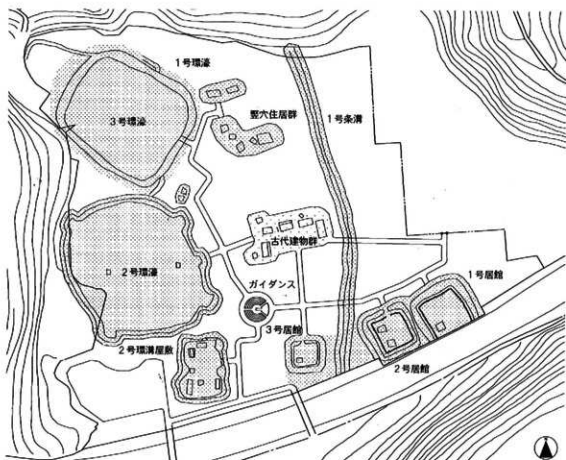 1号環濠
3号環濠
竪穴住居群
1号条溝
古代建物群
2号環濠
ガイダンス
1号居館
3号居館
2号環溝屋敷
2号居館